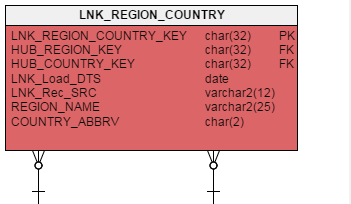 LNK_REGION_COUNTRY
LNK_REGION_COUNTRY_KEY char(32) PK
HUB_REGION_KEY char(32) FK
HUB_COUNTRY_KEY char(32) FK
LNK_Load_DTS date
LNK_Rec_SRC varchar2(12)
REGION_NAME varchar2(25)
COUNTRY_ABBRV char(2)